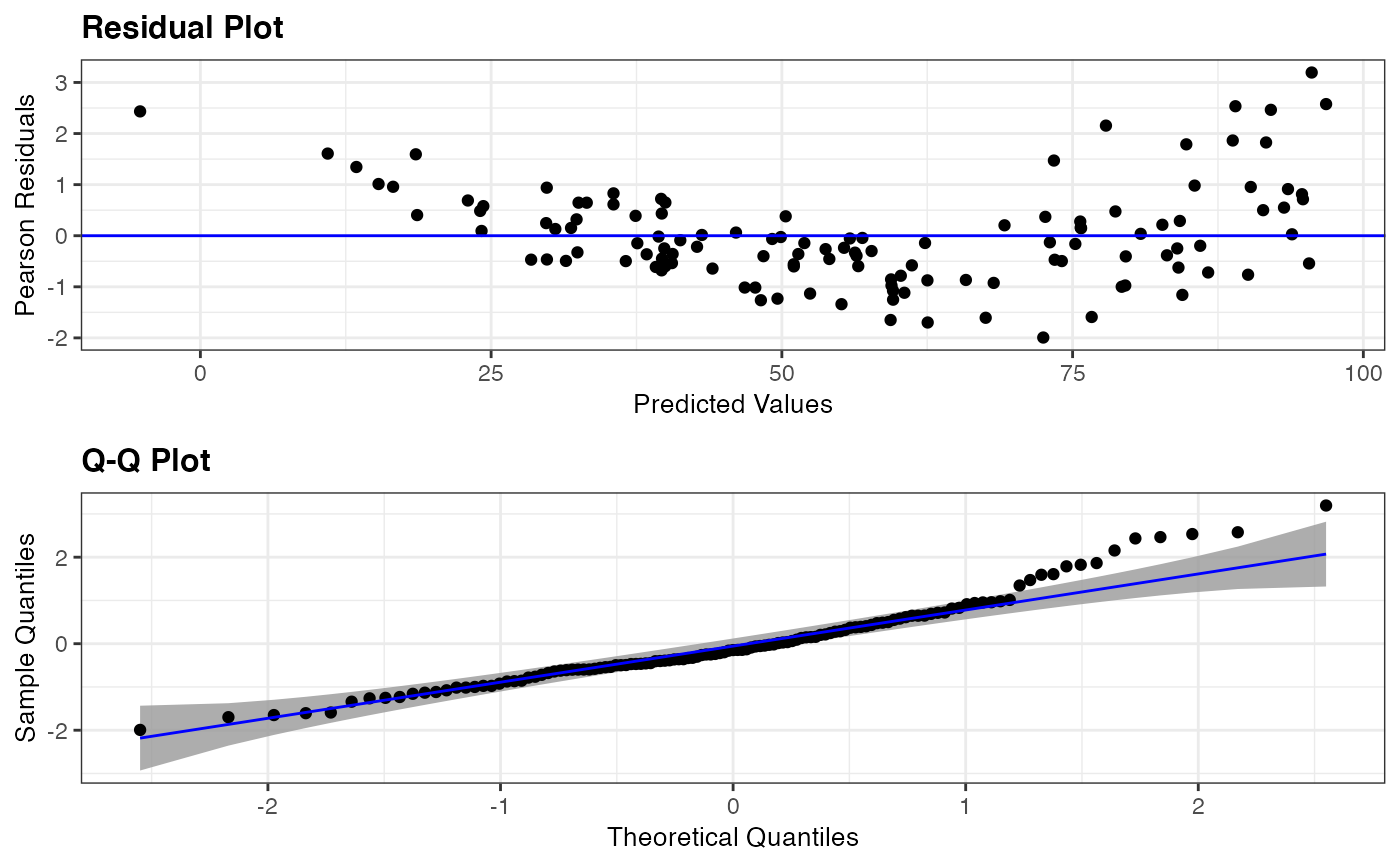 Residual Plot
Pearson Residuals
3
2
1
0
-1
-2
0 25 50 75 100
Predicted Values
Q-Q Plot
Sample Quantiles
2
0
-2
-2 -1 0 1 2
Theoretical Quantiles